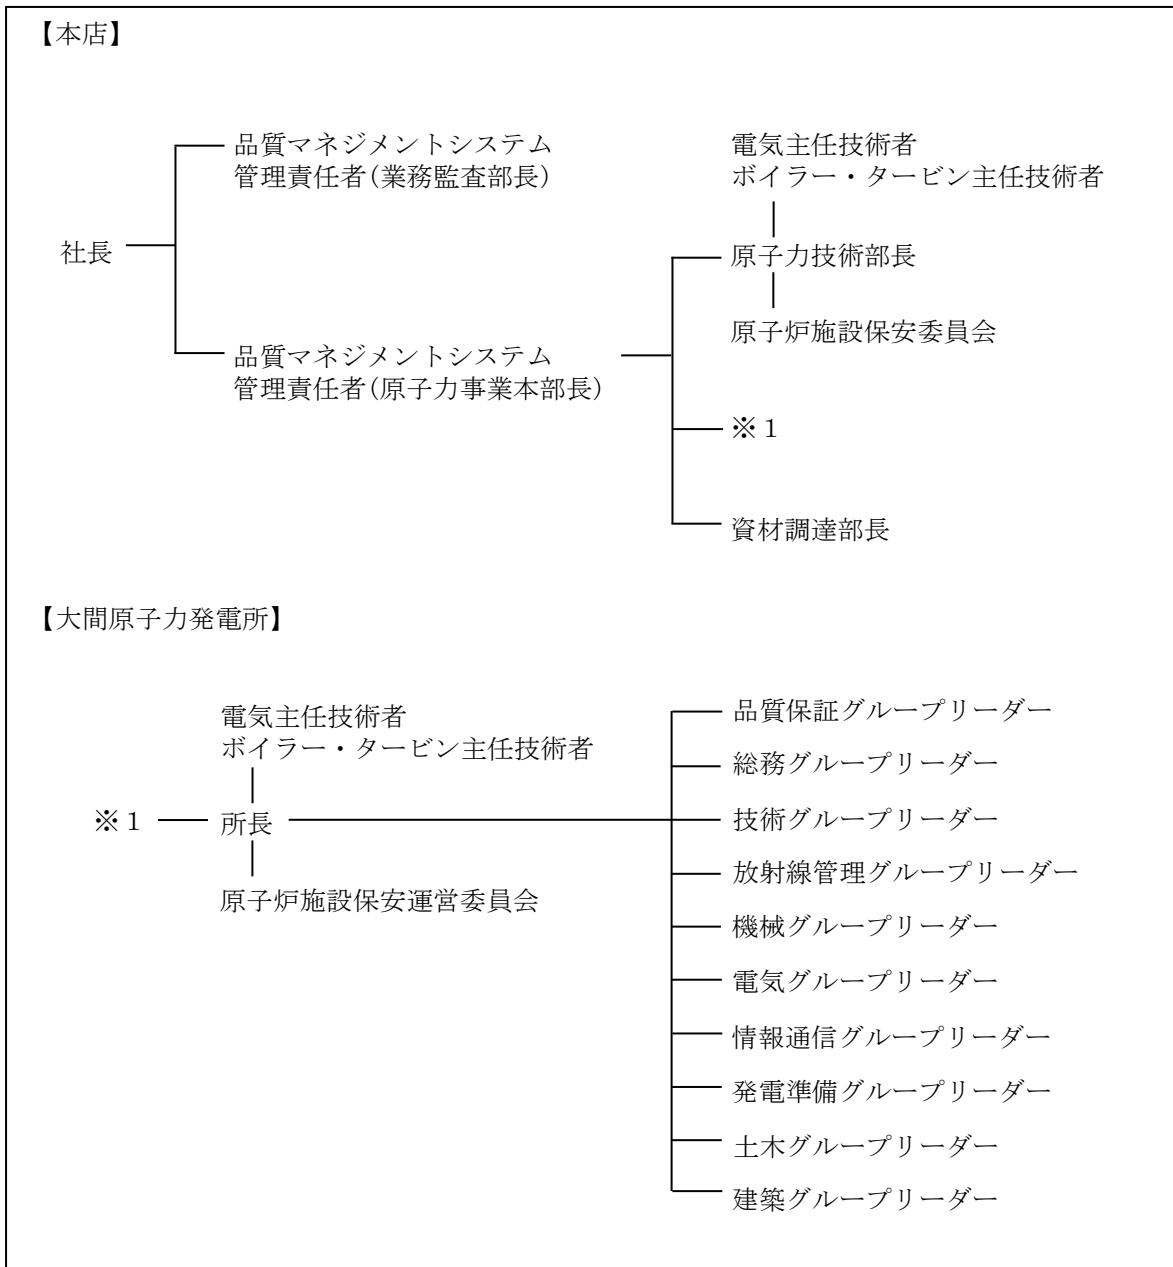 【本店】
品質マネジメントシステム
管理責任者(業務監査部長)
電気主任技術者
ボイラー・タービン主任技術者
社長
原子力技術部長
原子炉施設保安委員会
品質マネジメントシステム
管理責任者(原子力事業本部長)
※1
資材調達部長
【大間原子力発電所】
電気主任技術者
ボイラー・タービン主任技術者
※1
所長
原子炉施設保安運営委員会
品質保証グループリーダー
総務グループリーダー
技術グループリーダー
放射線管理グループリーダー
機械グループリーダー
電気グループリーダー
情報通信グループリーダー
発電準備グループリーダー
土木グループリーダー
建築グループリーダー